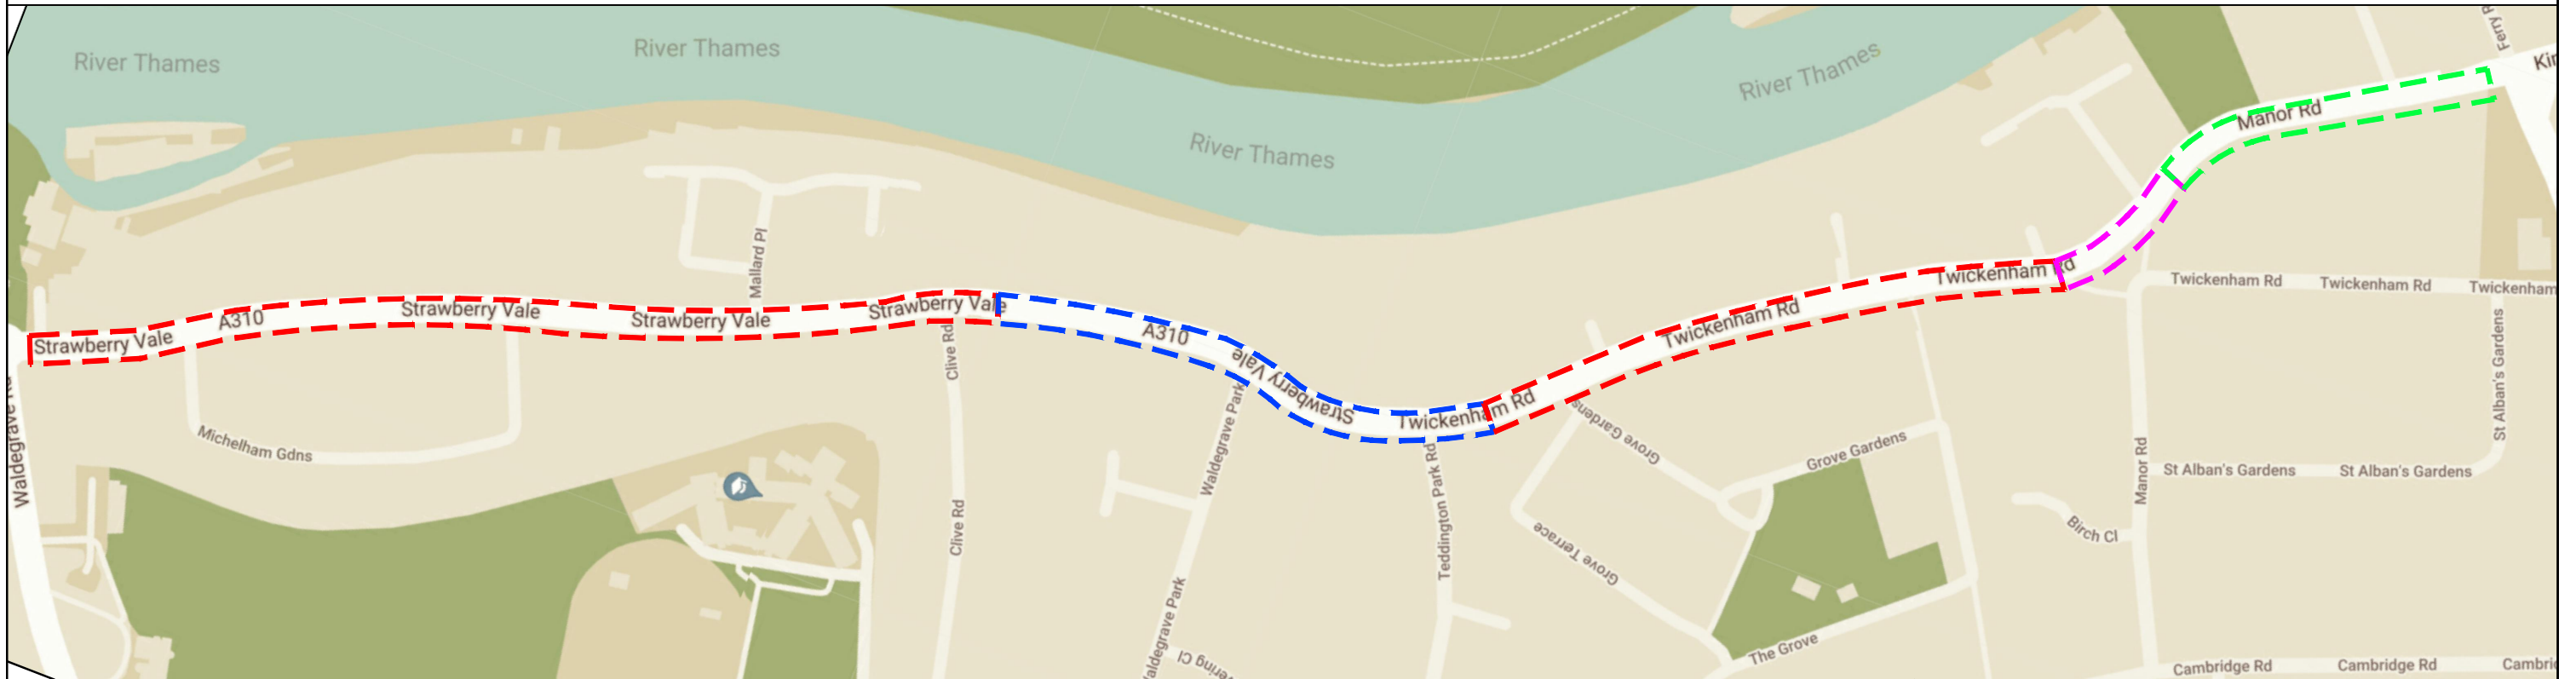 River Thames
River Thames
River Thames
River Thames
Ferry R
Kin
Manor Rd
Strawberry Vale
A310
Strawberry Vale
Strawberry Vale
Mallard Pl
Strawberry Vale
A310
Strawberry Vale
Twickenham Rd
Twickenham Rd
Twickenham Rd
Twickenham Rd
Twickenham Rd
Twickenham
Waldegrave Rd
Michelham Gdns
Clive Rd
Clive Rd
Waldegrave Park
aldegrave Park
vering Cl
Teddington Park Rd
Grove Gardens
Grove Gardens
Grove Terrace
The Grove
Manor Rd
Birch Cl
St Alban's Gardens
St Alban's Gardens
St Alban's Gardens
Cambridge Rd
Cambridge Rd
Cambri